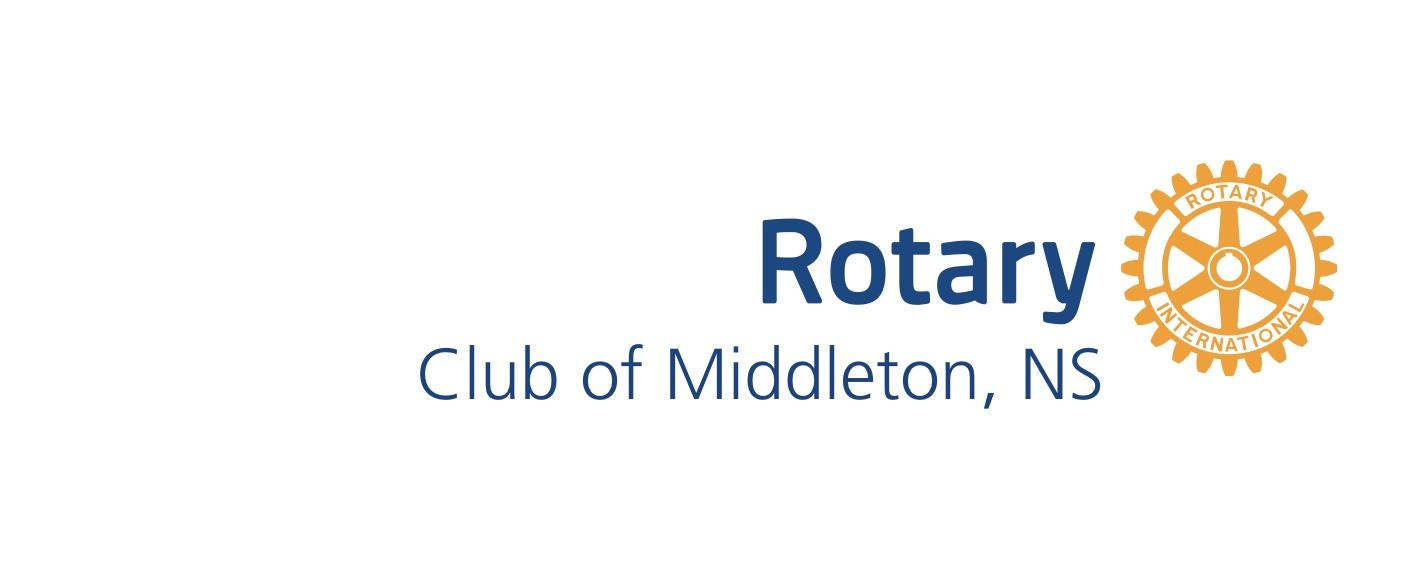 Rotary
Club of Middleton, NS
ROTARY
INTERNATIONAL